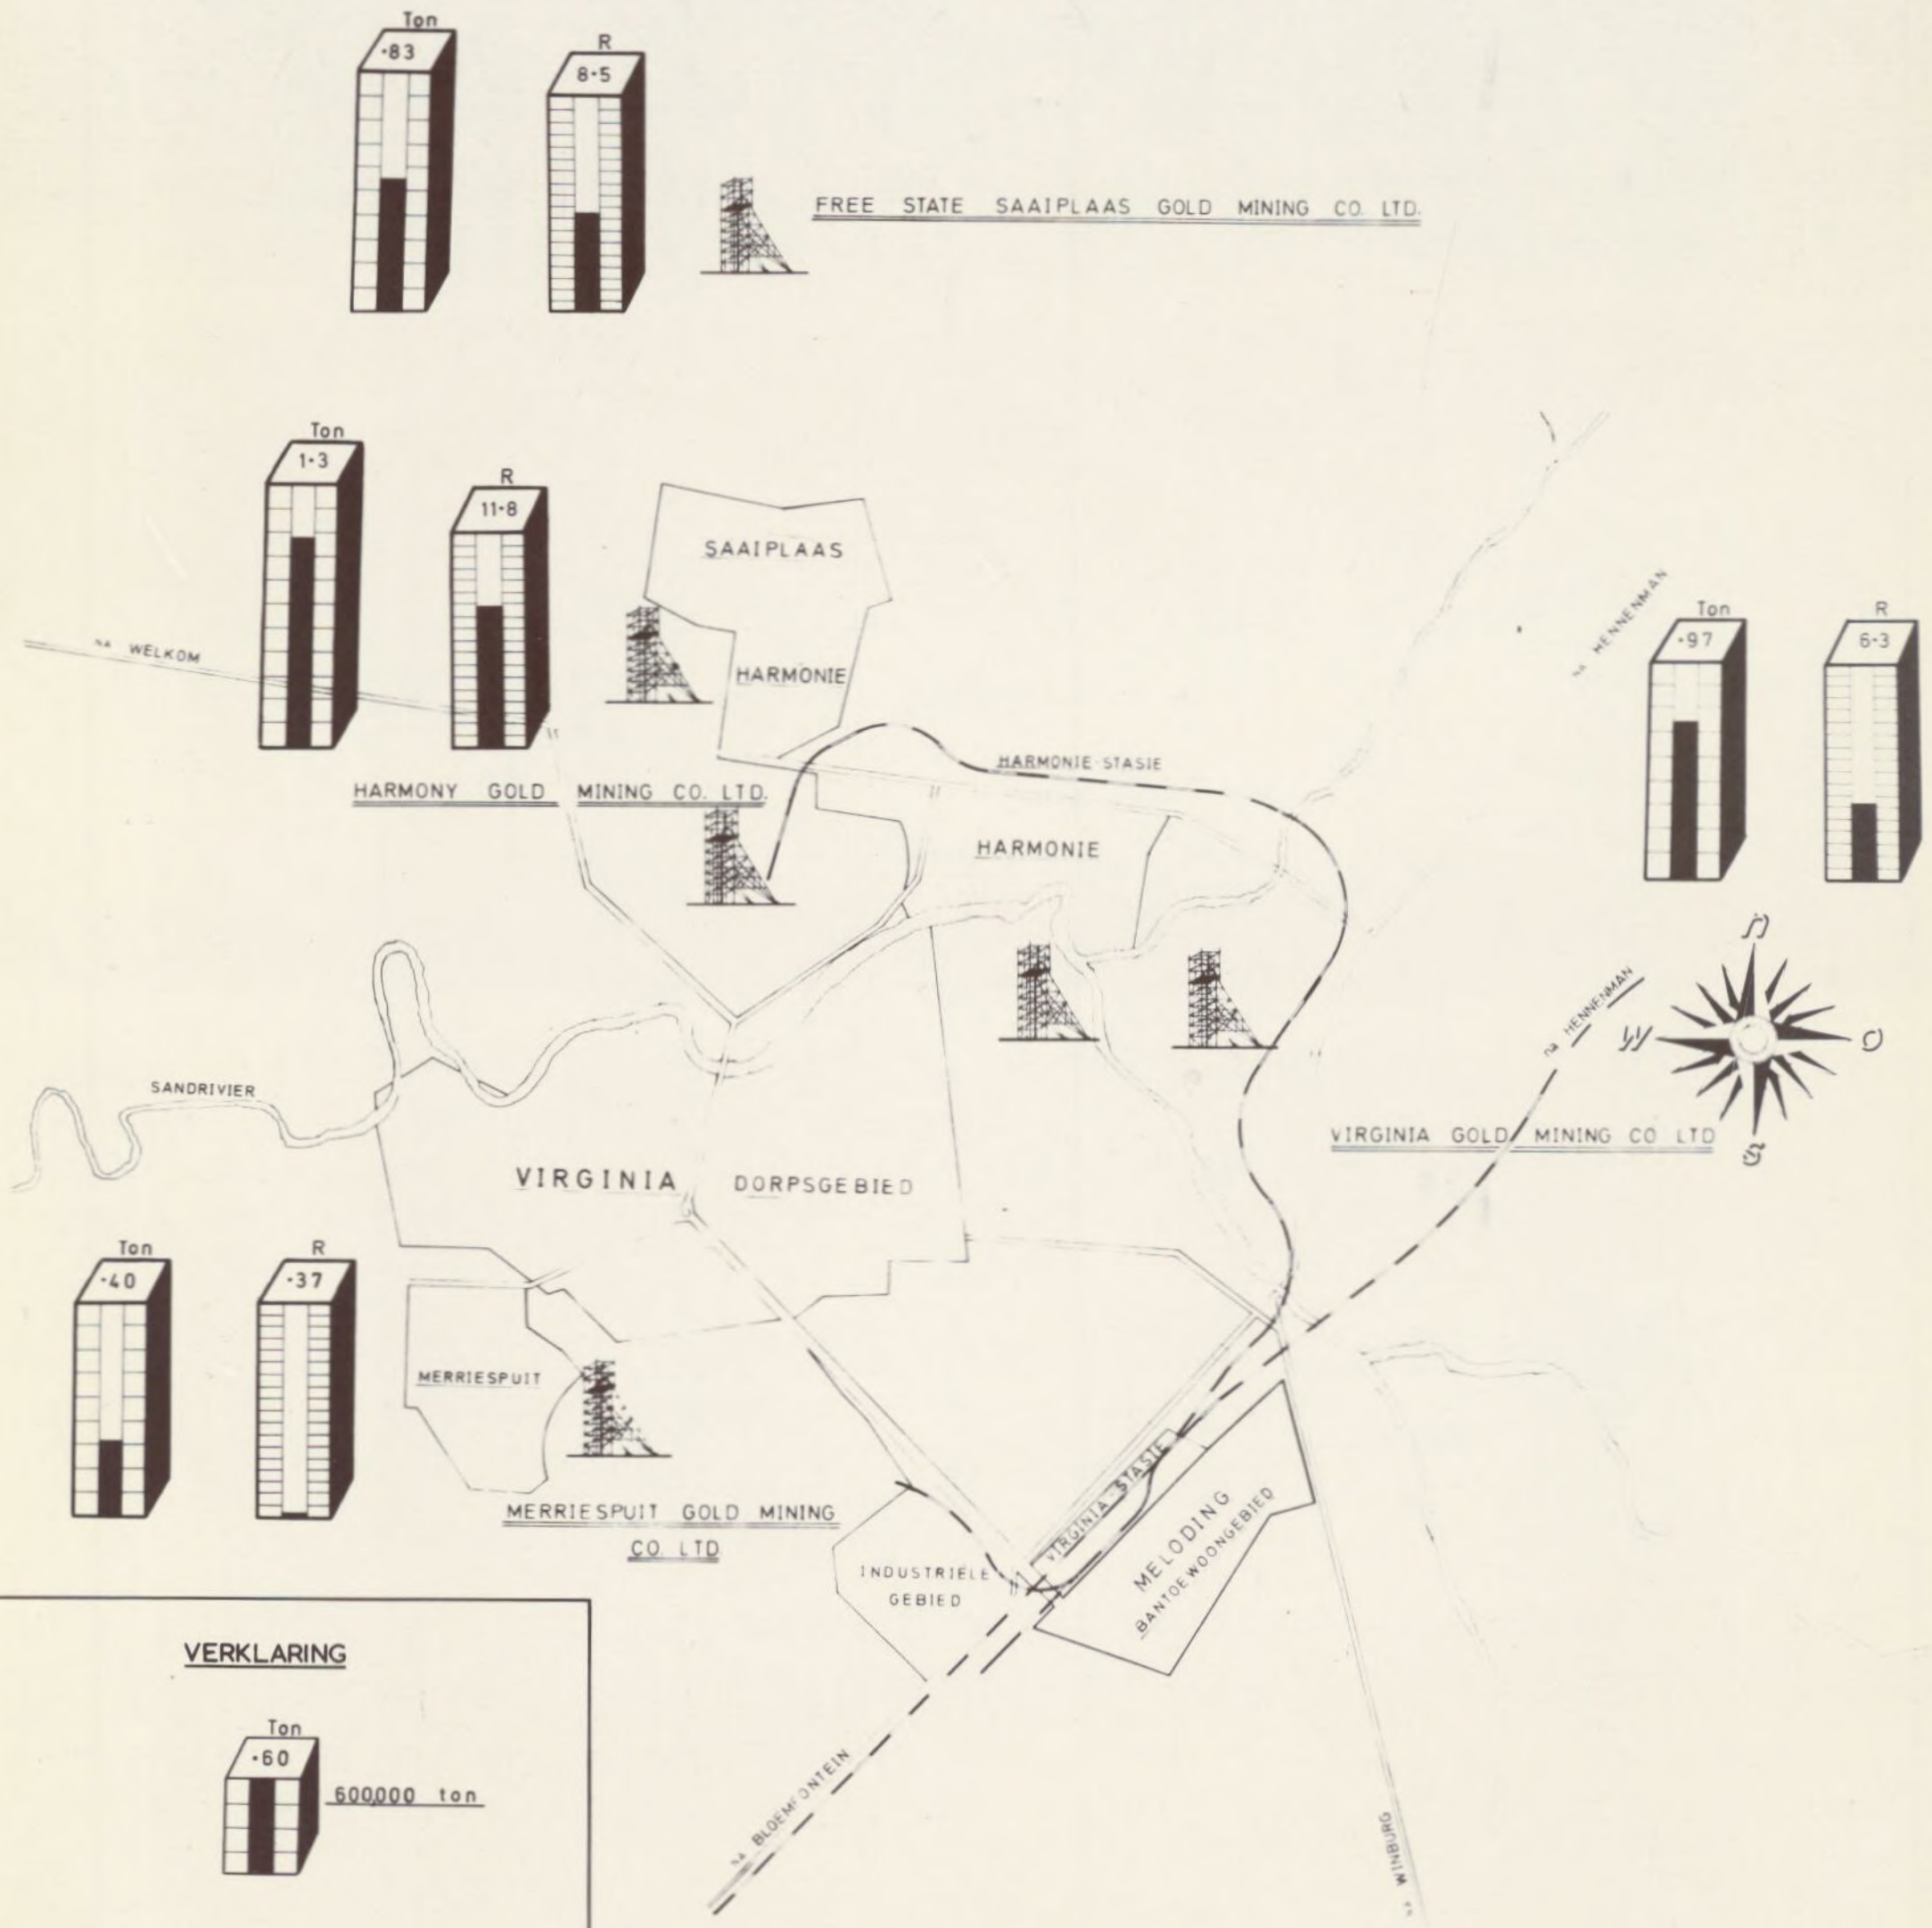 Ton
·83
R
8·5
FREE STATE SAAIPLAAS GOLD MINING CO. LTD.
Ton
1·3
R
11·8
SAAIPLAAS
HARMONIE
NA WELKOM
NA HENNENMAN
Ton
·97
R
6·3
HARMONIE-STASIE
HARMONY GOLD MINING CO. LTD.
HARMONIE
na HENNENMAN
N
W
O
S
SANDRIVIER
VIRGINIA GOLD MINING CO LTD
VIRGINIA DORPSGEBIED
Ton
·40
R
·37
MERRIESPUIT
MERRIESPUIT GOLD MINING
CO. LTD
VIRGINIA-STASIE
MELODING
BANTOEWOONGEBIED
INDUSTRIËLE
GEBIED
VERKLARING
Ton
·60
600,000 ton
NA BLOEMFONTEIN
NA WINBURG